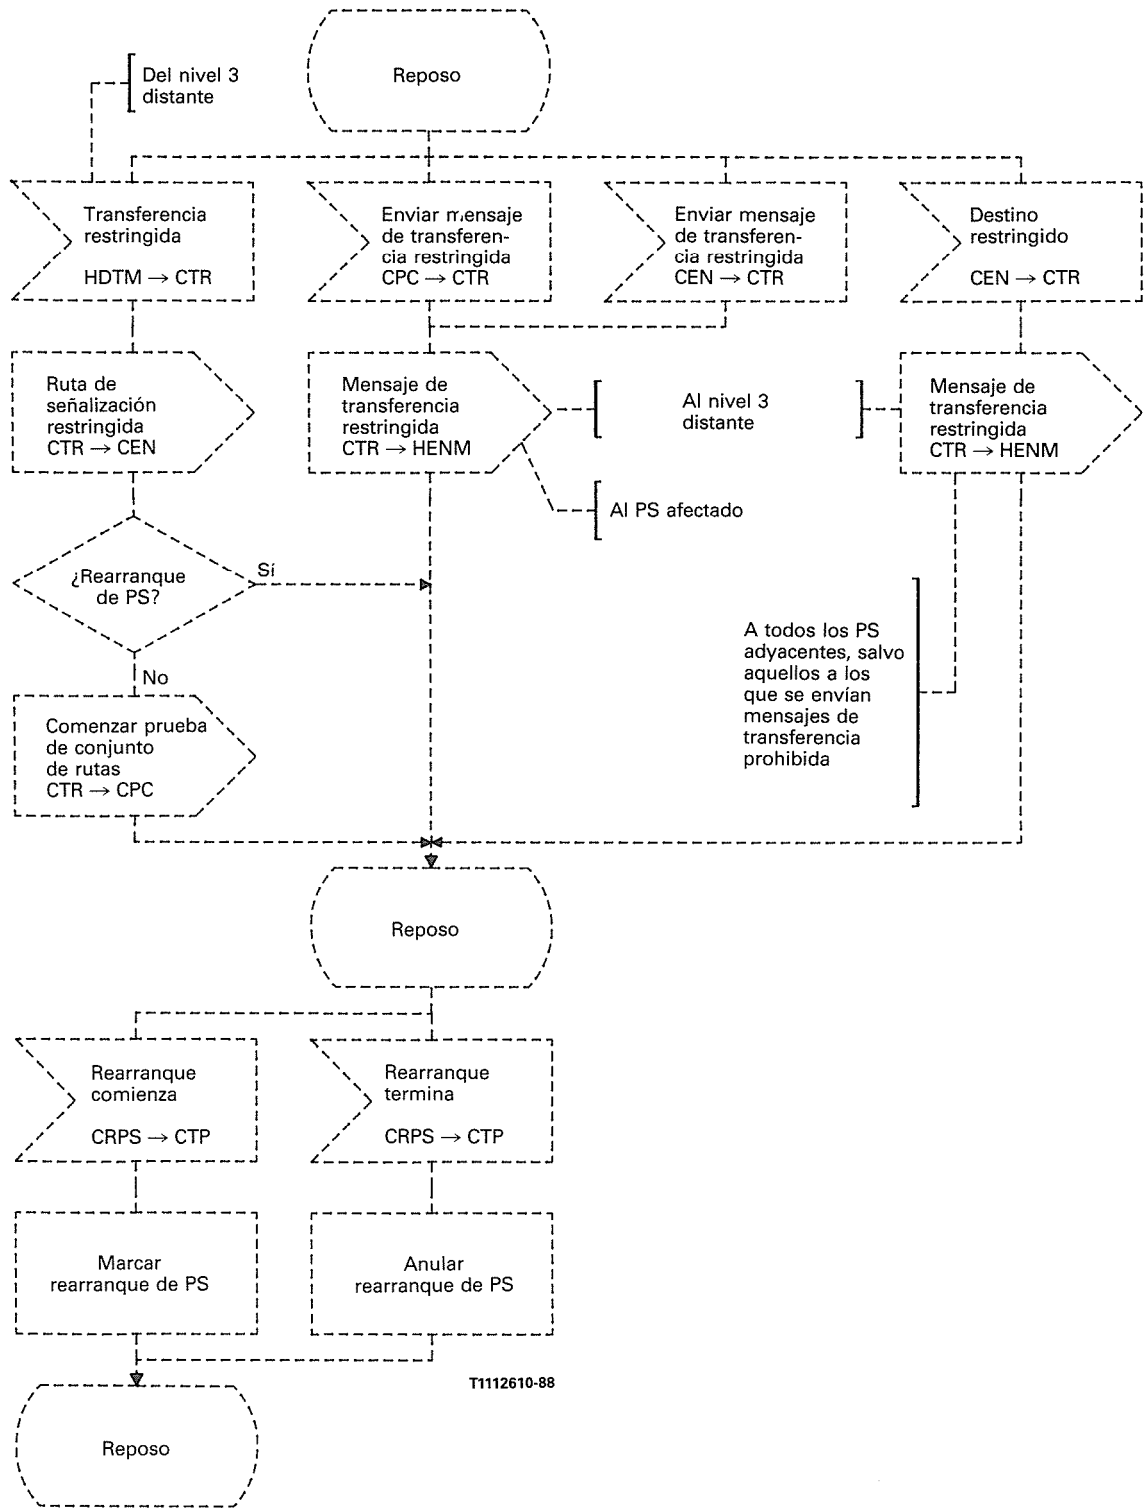 Del nivel 3
distante
Reposo
Transferencia
restringida
HDTM → CTR
Enviar mensaje
de transferen-
cia restringida
CPC → CTR
Enviar mensaje
de transferen-
cia restringida
CEN → CTR
Destino
restringido
CEN → CTR
Ruta de
señalización
restringida
CTR → CEN
Mensaje de
transferencia
restringida
CTR → HENM
Al nivel 3
distante
Mensaje de
transferencia
restringida
CTR → HENM
Al PS afectado
¿Rearranque
de PS?
Sí
No
A todos los PS
adyacentes, salvo
aquellos a los
que se envían
mensajes de
transferencia
prohibida
Comenzar prueba
de conjunto
de rutas
CTR → CPC
Reposo
Rearranque
comienza
CRPS → CTP
Rearranque
termina
CRPS → CTP
Marcar
rearranque de PS
Anular
rearranque de PS
T1112610-88
Reposo